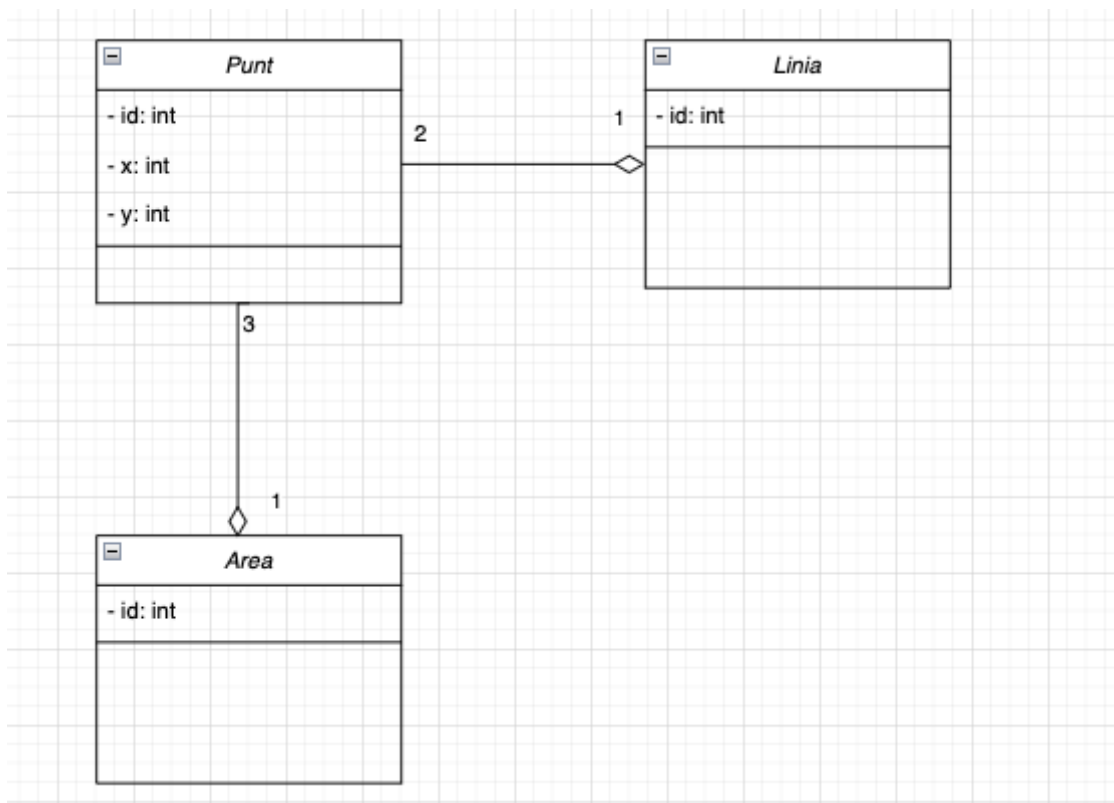 Punt
- id: int
- x: int
- y: int
2
1
Linia
- id: int
3
1
Area
- id: int